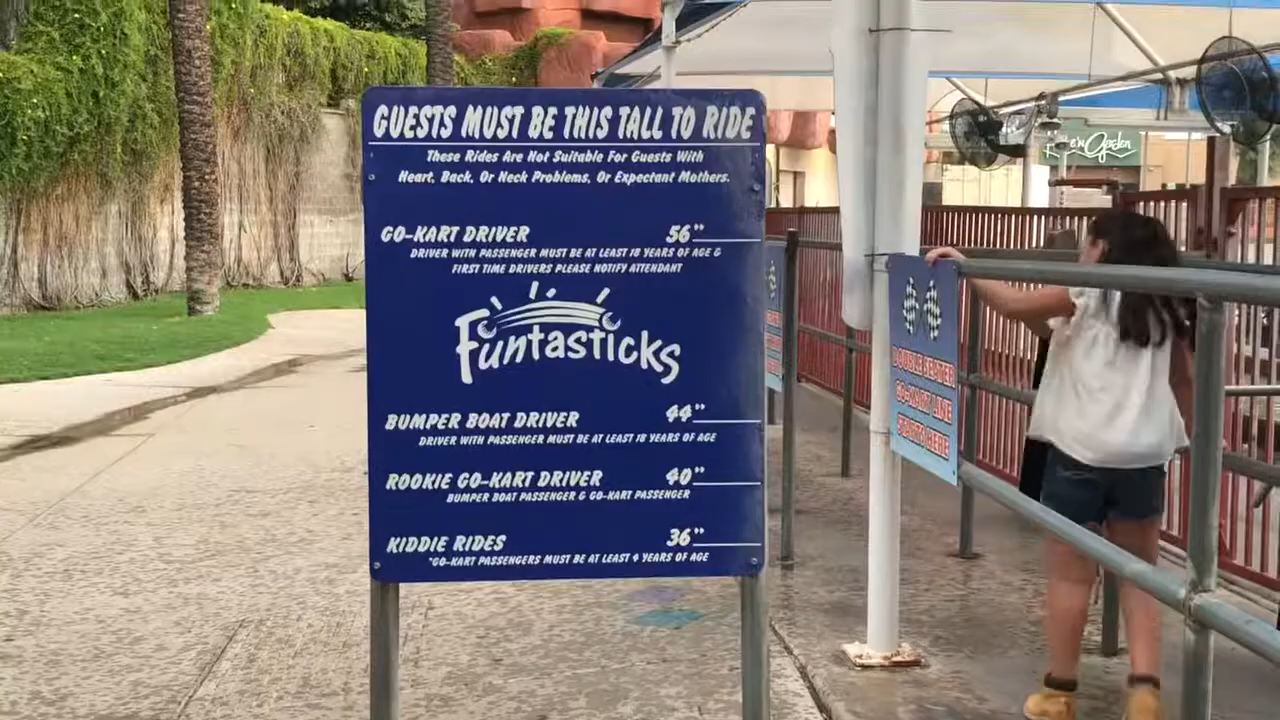 GUESTS MUST BE THIS TALL TO RIDE
These Rides Are Not Suitable For Guests With
Heart, Back, Or Neck Problems, Or Expectant Mothers.
GO-KART DRIVER 56"
DRIVER WITH PASSENGER MUST BE AT LEAST 18 YEARS OF AGE &
FIRST TIME DRIVERS PLEASE NOTIFY ATTENDANT
Funtasticks
BUMPER BOAT DRIVER 44"
DRIVER WITH PASSENGER MUST BE AT LEAST 18 YEARS OF AGE
ROOKIE GO-KART DRIVER 40"
BUMPER BOAT PASSENGER & GO-KART PASSENGER
KIDDIE RIDES 36"
*GO-KART PASSENGERS MUST BE AT LEAST 4 YEARS OF AGE
DOUBLE SEATER
GO-KART LINE
STARTS HERE
Garden